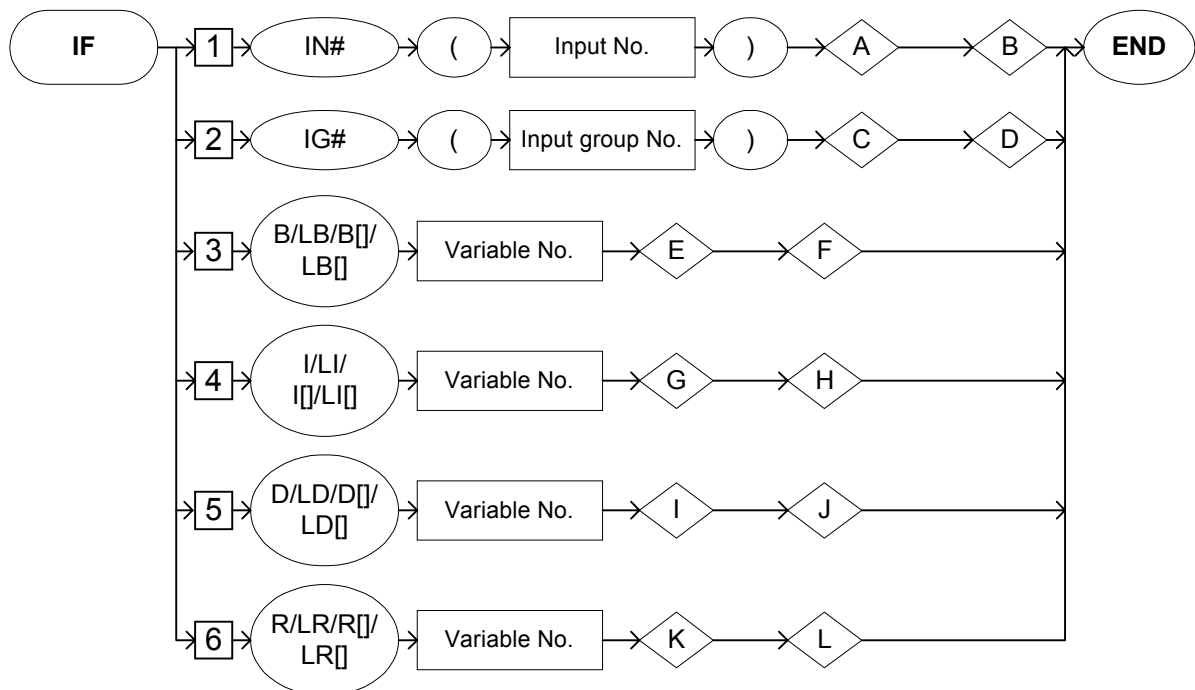 IF 1 IN# ( Input No. ) A B END
2 IG# ( Input group No. ) C D
3 B/LB/B[]/
LB[] Variable No. E F
4 I/LI/
I[]/LI[] Variable No. G H
5 D/LD/D[]/
LD[] Variable No. I J
6 R/LR/R[]/
LR[] Variable No. K L